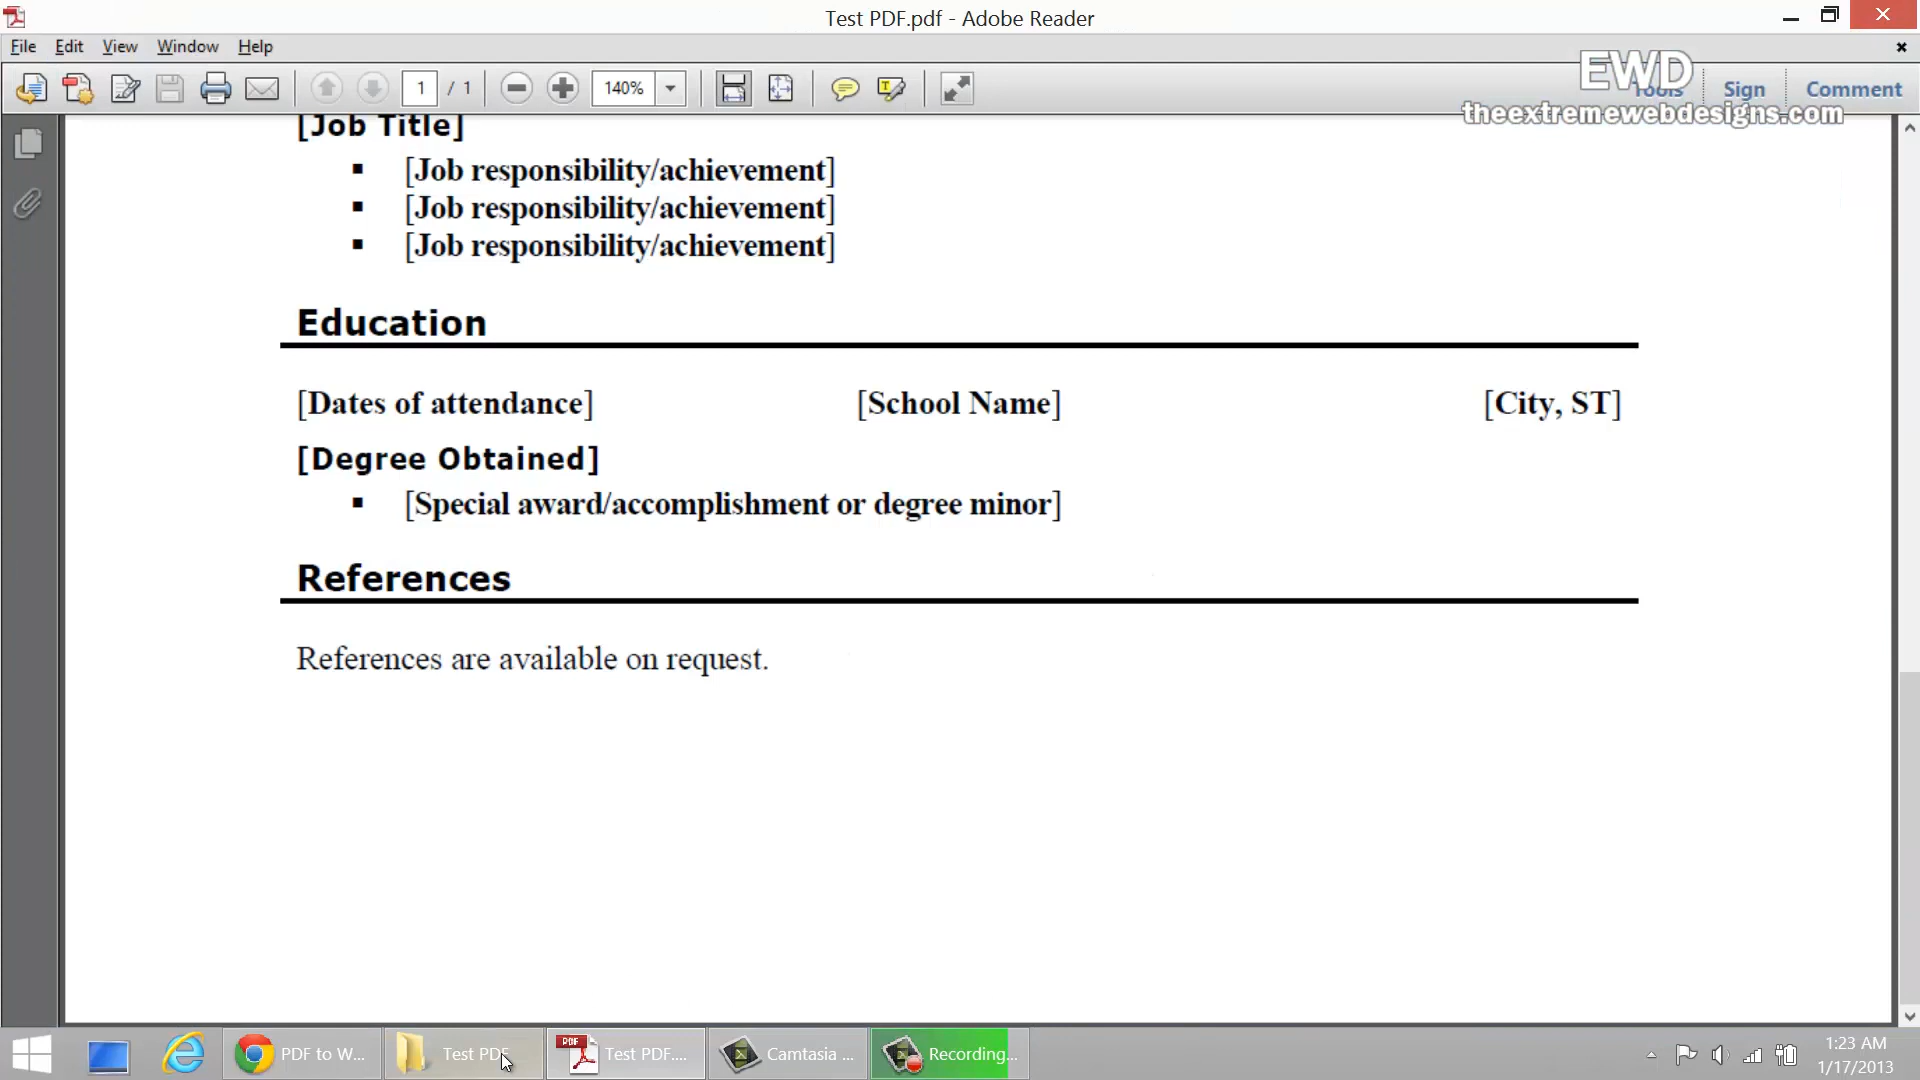 Test PDF.pdf - Adobe Reader
File Edit View Window Help
1 / 1 140% Tools Sign Comment
EWD
theextremewebdesigns.com
[Job Title]
▪ [Job responsibility/achievement]
▪ [Job responsibility/achievement]
▪ [Job responsibility/achievement]
Education
[Dates of attendance] [School Name] [City, ST]
[Degree Obtained]
▪ [Special award/accomplishment or degree minor]
References
References are available on request.
PDF to W... Test PDF PDF Test PDF.... Camtasia ... Recording...
1:23 AM
1/17/2013